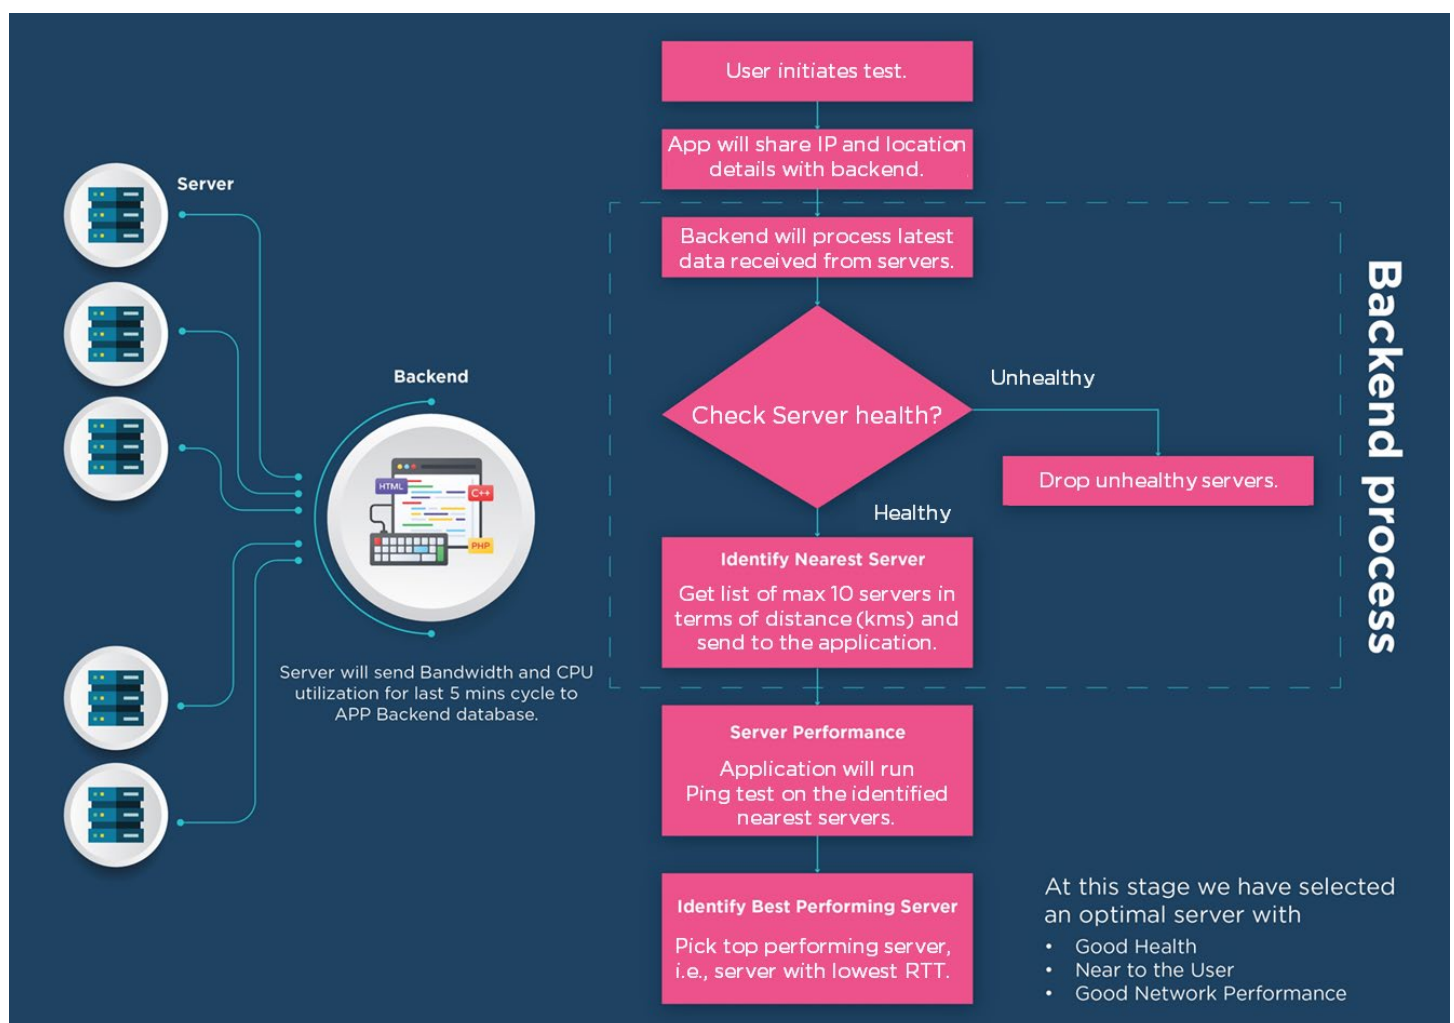 User initiates test.
App will share IP and location
details with backend.
Backend will process latest
data received from servers.
Check Server health?
Unhealthy
Drop unhealthy servers.
Healthy
Identify Nearest Server
Get list of max 10 servers in
terms of distance (kms) and
send to the application.
Backend process
Server Performance
Application will run
Ping test on the identified
nearest servers.
Identify Best Performing Server
Pick top performing server,
i.e., server with lowest RTT.
Server
Backend
HTML
C++
PHP
Server will send Bandwidth and CPU
utilization for last 5 mins cycle to
APP Backend database.
At this stage we have selected
an optimal server with
• Good Health
• Near to the User
• Good Network Performance